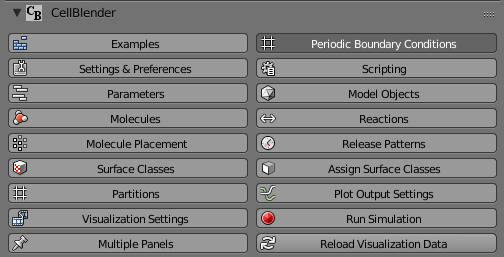 CB CellBlender
Examples
Periodic Boundary Conditions
Settings & Preferences
Scripting
Parameters
Model Objects
Molecules
Reactions
Molecule Placement
Release Patterns
Surface Classes
Assign Surface Classes
Partitions
Plot Output Settings
Visualization Settings
Run Simulation
Multiple Panels
Reload Visualization Data